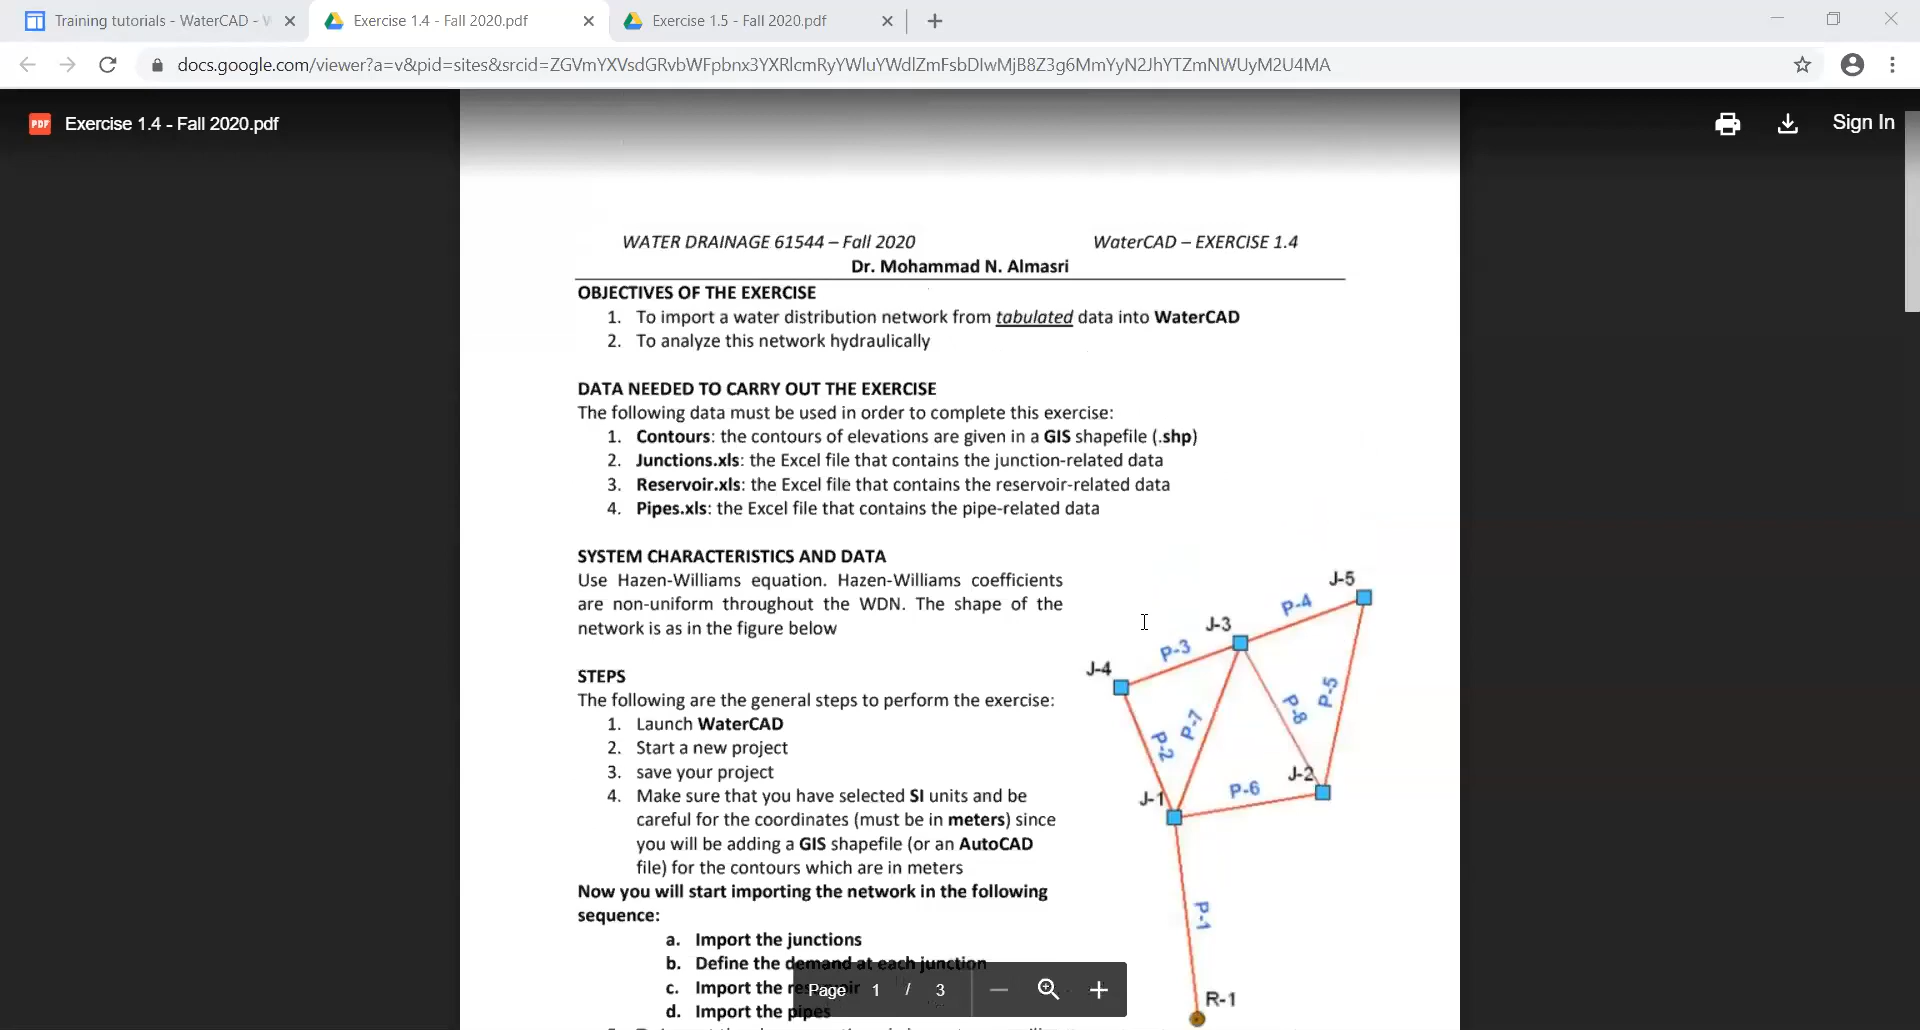 Training tutorials - WaterCAD - W
Exercise 1.4 - Fall 2020.pdf
Exercise 1.5 - Fall 2020.pdf
docs.google.com/viewer?a=v&pid=sites&srcid=ZGVmYXVsdGRvbWFpbnx3YXRlcmRyYWluYWdlZmFsbDIwMjB8Z3g6MmYyN2JhYTZmNWUyM2U4MA
PDF Exercise 1.4 - Fall 2020.pdf
Sign In
WATER DRAINAGE 61544 – Fall 2020 WaterCAD – EXERCISE 1.4
Dr. Mohammad N. Almasri
OBJECTIVES OF THE EXERCISE
1. To import a water distribution network from tabulated data into WaterCAD
2. To analyze this network hydraulically
DATA NEEDED TO CARRY OUT THE EXERCISE
The following data must be used in order to complete this exercise:
1. Contours: the contours of elevations are given in a GIS shapefile (.shp)
2. Junctions.xls: the Excel file that contains the junction-related data
3. Reservoir.xls: the Excel file that contains the reservoir-related data
4. Pipes.xls: the Excel file that contains the pipe-related data
SYSTEM CHARACTERISTICS AND DATA
Use Hazen-Williams equation. Hazen-Williams coefficients
are non-uniform throughout the WDN. The shape of the
network is as in the figure below
STEPS
The following are the general steps to perform the exercise:
1. Launch WaterCAD
2. Start a new project
3. save your project
4. Make sure that you have selected SI units and be
careful for the coordinates (must be in meters) since
you will be adding a GIS shapefile (or an AutoCAD
file) for the contours which are in meters
Now you will start importing the network in the following
sequence:
a. Import the junctions
b. Define the demand at each junction
c. Import the reservoir
d. Import the pipes
Page 1 / 3
J-5
P-4
J-3
P-3
J-4
P-5
P-8
P-7
P-2
J-2
P-6
J-1
P-1
R-1